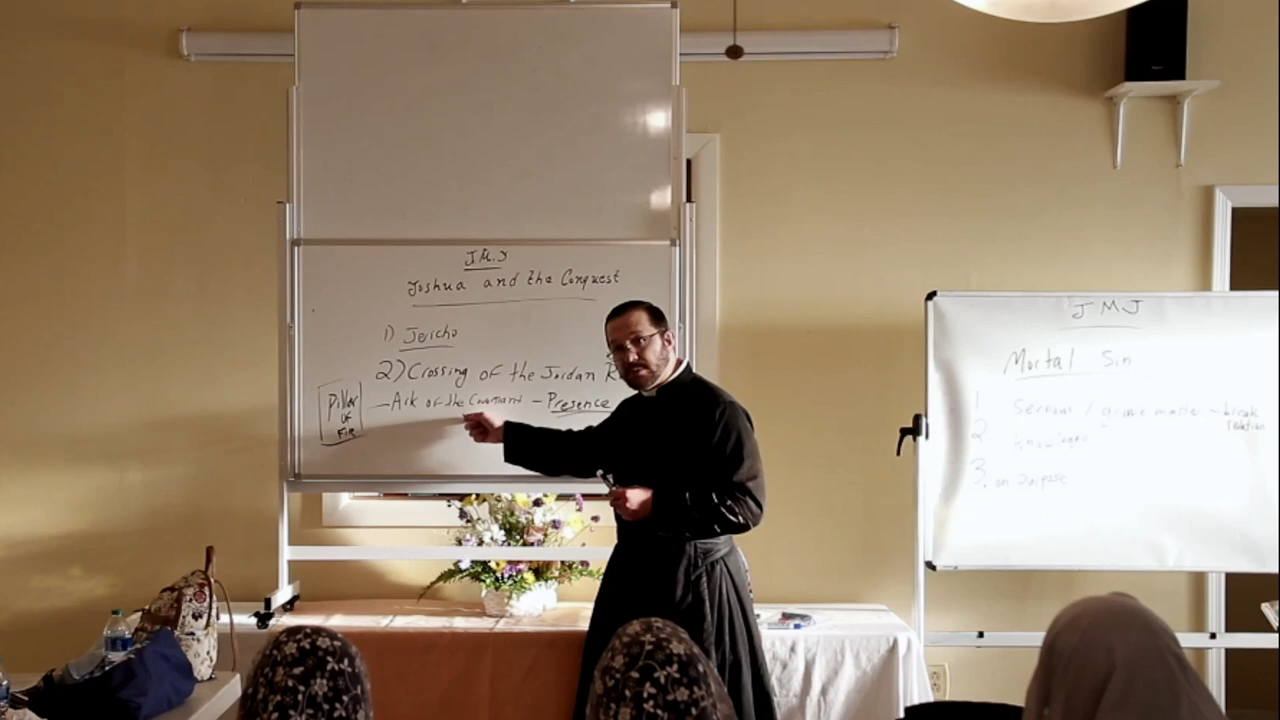 J.M.J
Joshua and the Conquest
1) Jericho
2) Crossing of the Jordan R
Pillar
OF
Fir
– Ark of the Covenant – Presence
JMJ
Mortal Sin
1 Serious / grave matter – break
relation
2 Knowledge
3. on purpose